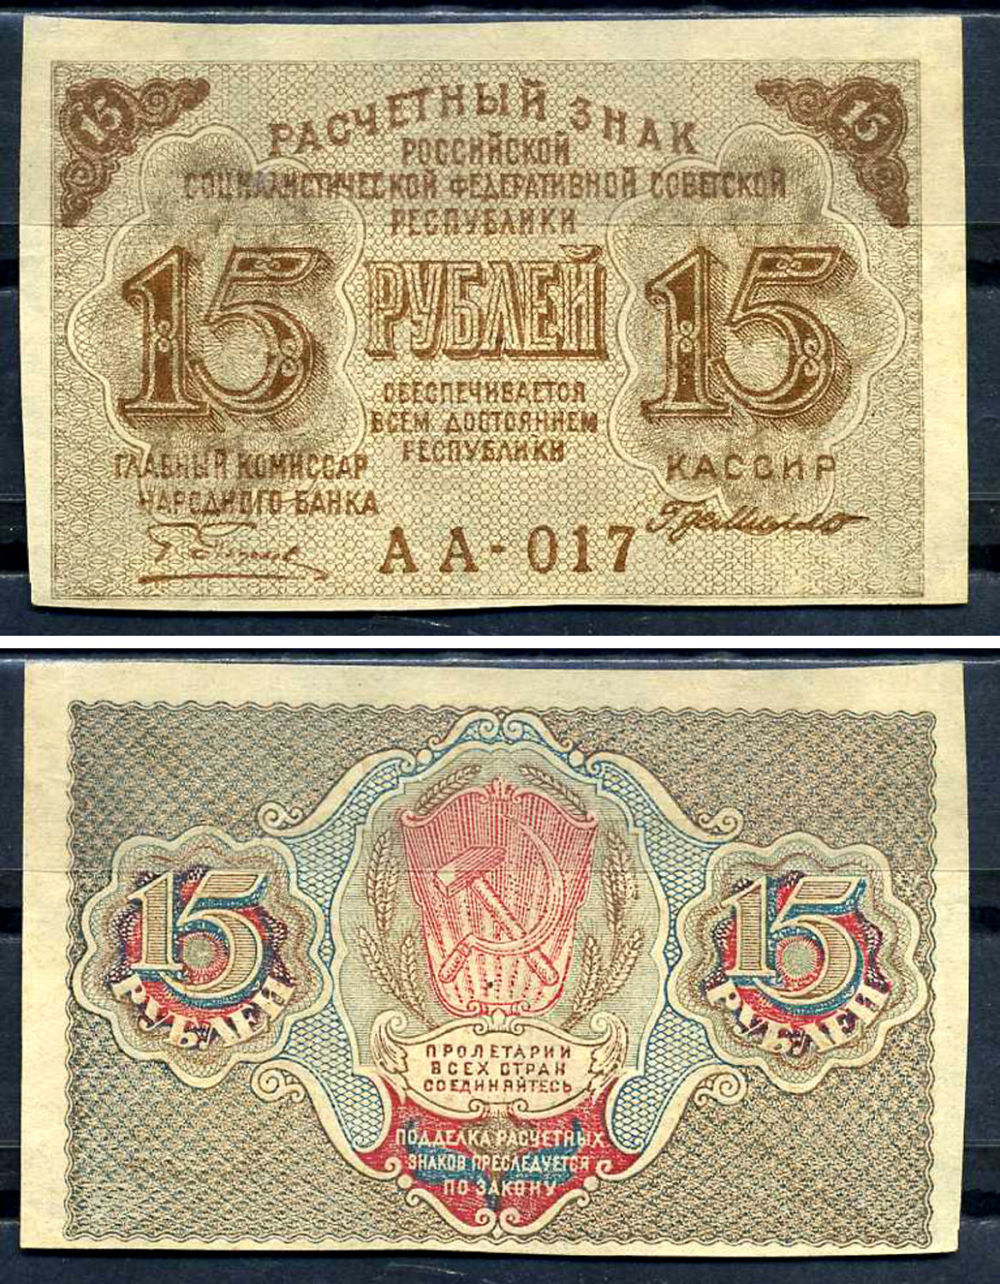 15
15
РАСЧЕТНЫЙ ЗНАК
РОССИЙСКОЙ
СОЦИАЛИСТИЧЕСКОЙ ФЕДЕРАТИВНОЙ СОВЕТСКОЙ
РЕСПУБЛИКИ
15 РУБЛЕЙ 15
ОБЕСПЕЧИВАЕТСЯ
ВСЕМ ДОСТОЯНИЕМ
РЕСПУБЛИКИ
ГЛАВНЫЙ КОМИССАР
НАРОДНОГО БАНКА
КАССИР
АА-017
15
РУБЛЕЙ
15
РУБЛЕЙ
ПРОЛЕТАРИИ
ВСЕХ СТРАН
СОЕДИНЯЙТЕСЬ
ПОДДЕЛКА РАСЧЕТНЫХ
ЗНАКОВ ПРЕСЛЕДУЕТСЯ
ПО ЗАКОНУ